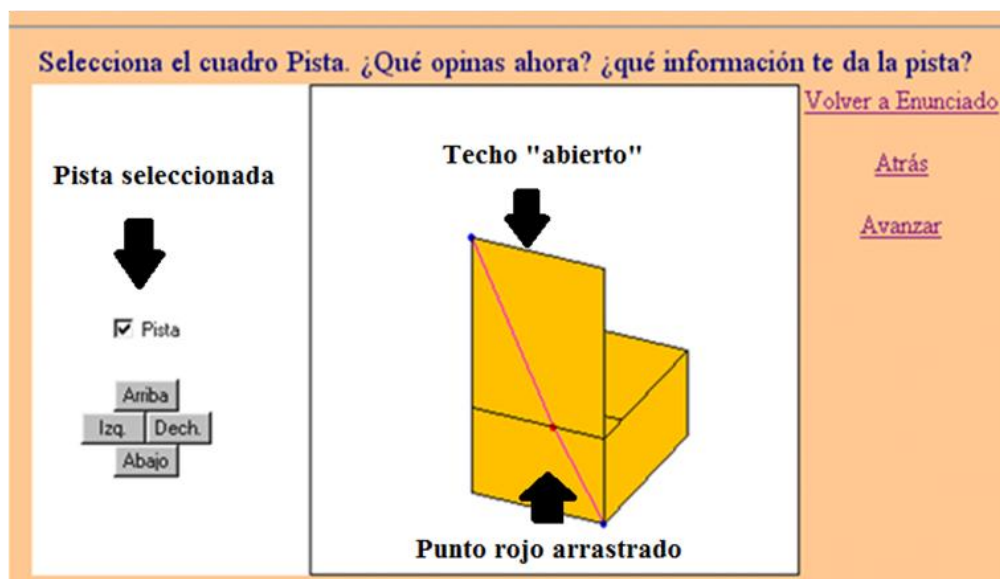 Selecciona el cuadro Pista. ¿Qué opinas ahora? ¿qué información te da la pista?
Volver a Enunciado
Atrás
Avanzar
Pista seleccionada
Pista
Arriba
Izq. Dech.
Abajo
Techo "abierto"
Punto rojo arrastrado